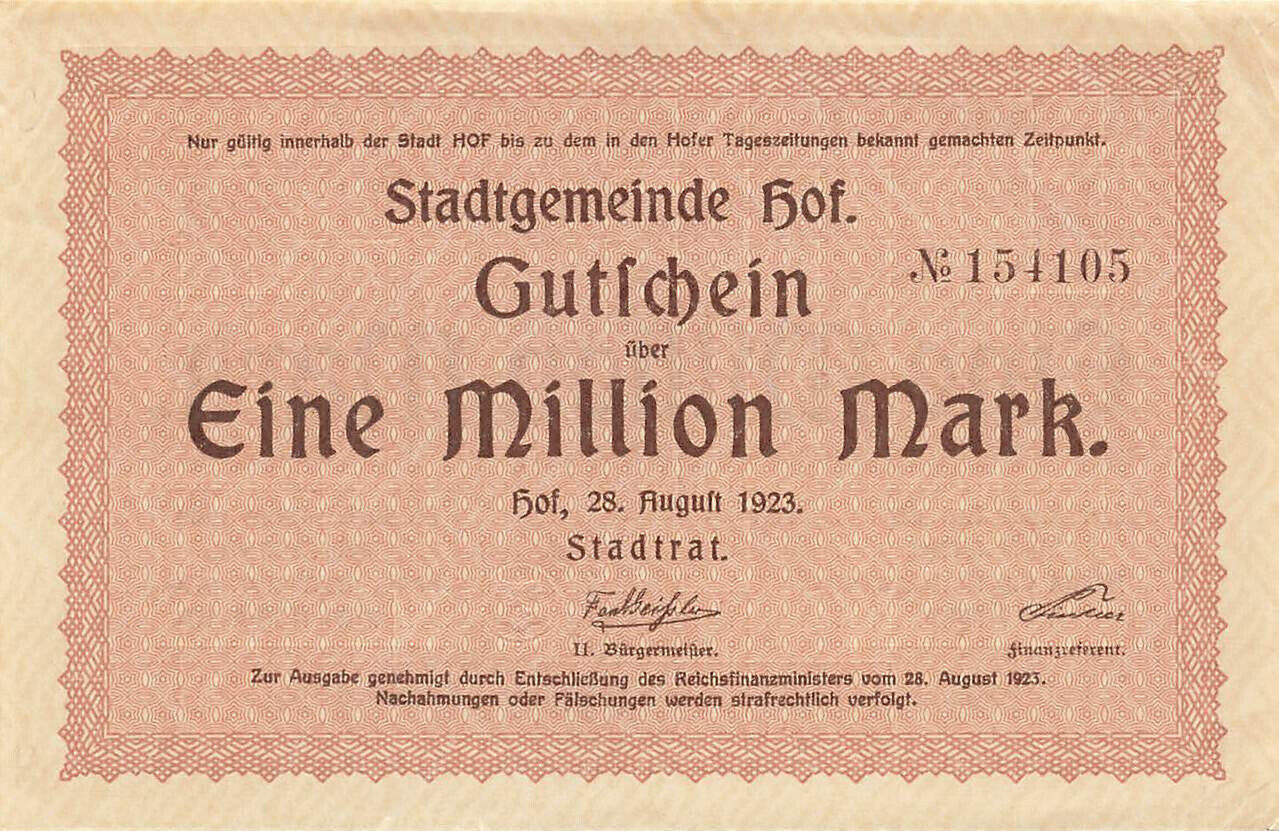 Nur gültig innerhalb der Stadt HOF bis zu dem in den Hofer Tageszeitungen bekannt gemachten Zeitpunkt.
Stadtgemeinde Hof.
Gutſchein
№ 154105
über
Eine Million Mark.
Hof, 28. Auguſt 1923.
Stadtrat.
II. Bürgermeiſter.
Finanzreferent.
Zur Ausgabe genehmigt durch Entschließung des Reichsfinanzministers vom 28. August 1923.
Nachahmungen oder Fälschungen werden strafrechtlich verfolgt.